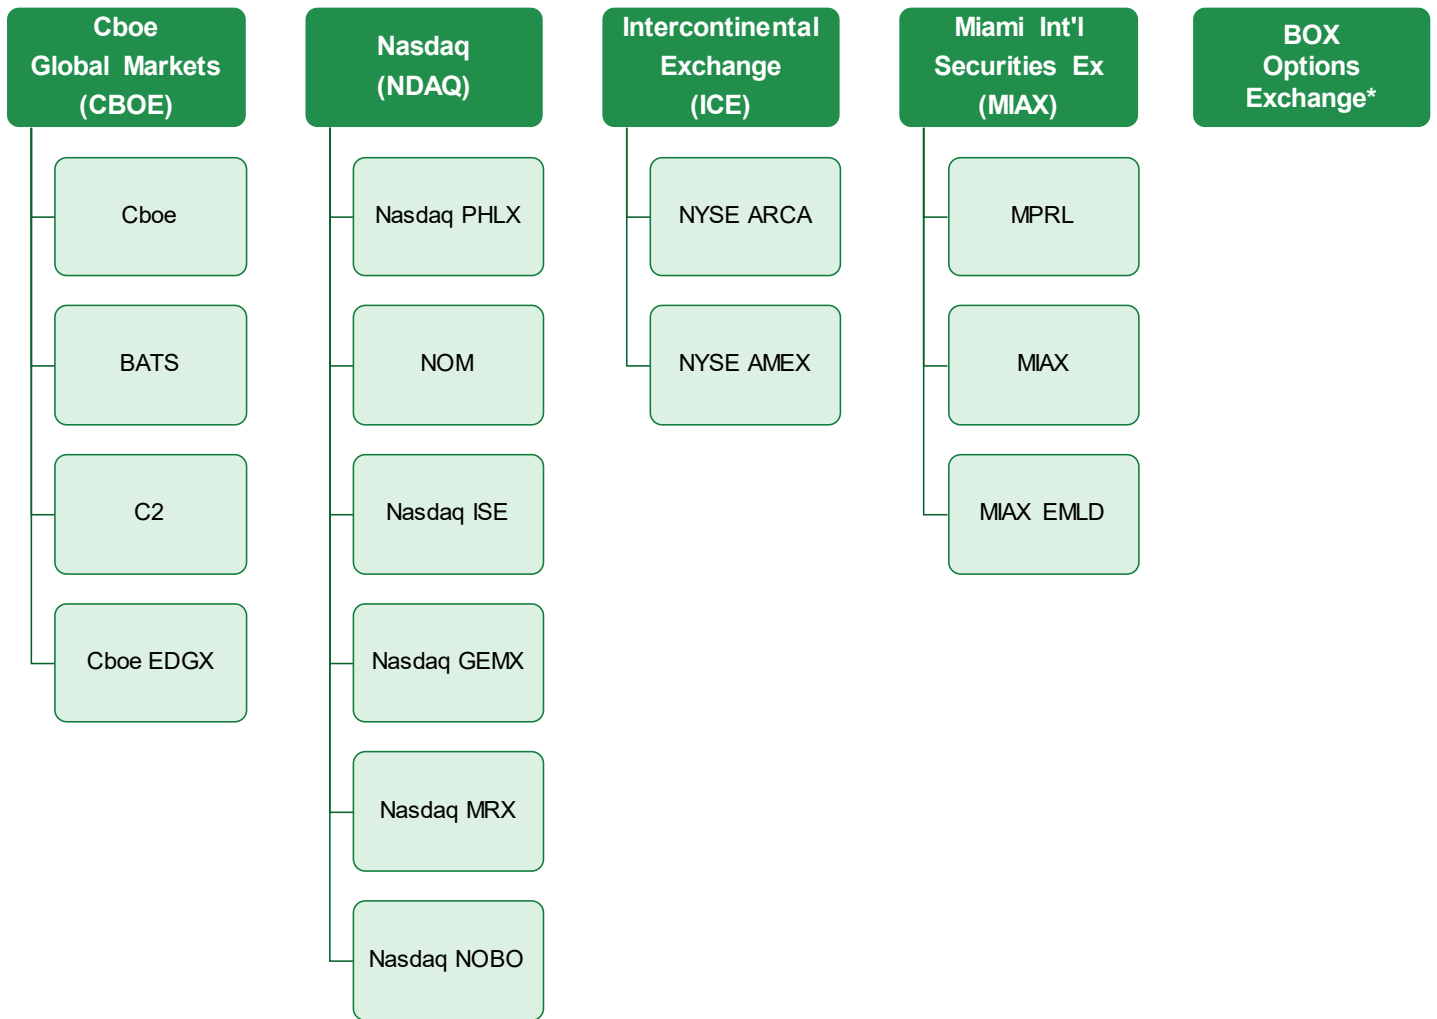 Cboe
Global Markets
(CBOE)
Cboe
BATS
C2
Cboe EDGX
Nasdaq
(NDAQ)
Nasdaq PHLX
NOM
Nasdaq ISE
Nasdaq GEMX
Nasdaq MRX
Nasdaq NOBO
Intercontinental
Exchange
(ICE)
NYSE ARCA
NYSE AMEX
Miami Int'l
Securities Ex
(MIAX)
MPRL
MIAX
MIAX EMLD
BOX
Options
Exchange*